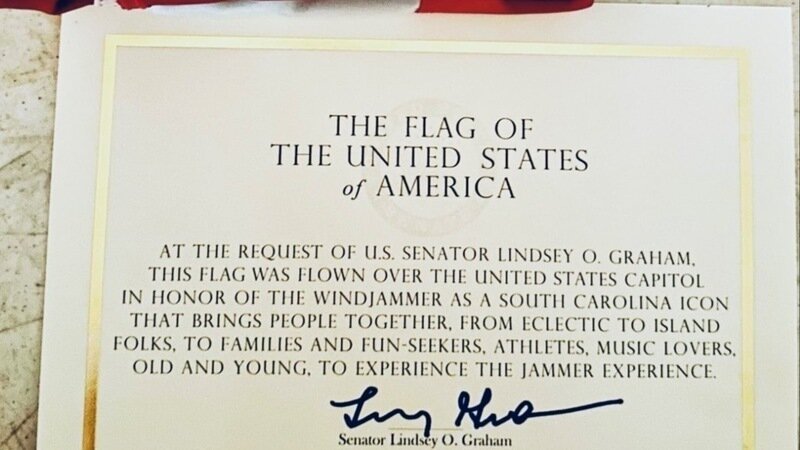 THE FLAG OF
THE UNITED STATES
of AMERICA
AT THE REQUEST OF U.S. SENATOR LINDSEY O. GRAHAM,
THIS FLAG WAS FLOWN OVER THE UNITED STATES CAPITOL
IN HONOR OF THE WINDJAMMER AS A SOUTH CAROLINA ICON
THAT BRINGS PEOPLE TOGETHER, FROM ECLECTIC TO ISLAND
FOLKS, TO FAMILIES AND FUN-SEEKERS, ATHLETES, MUSIC LOVERS,
OLD AND YOUNG, TO EXPERIENCE THE JAMMER EXPERIENCE.
Senator Lindsey O. Graham